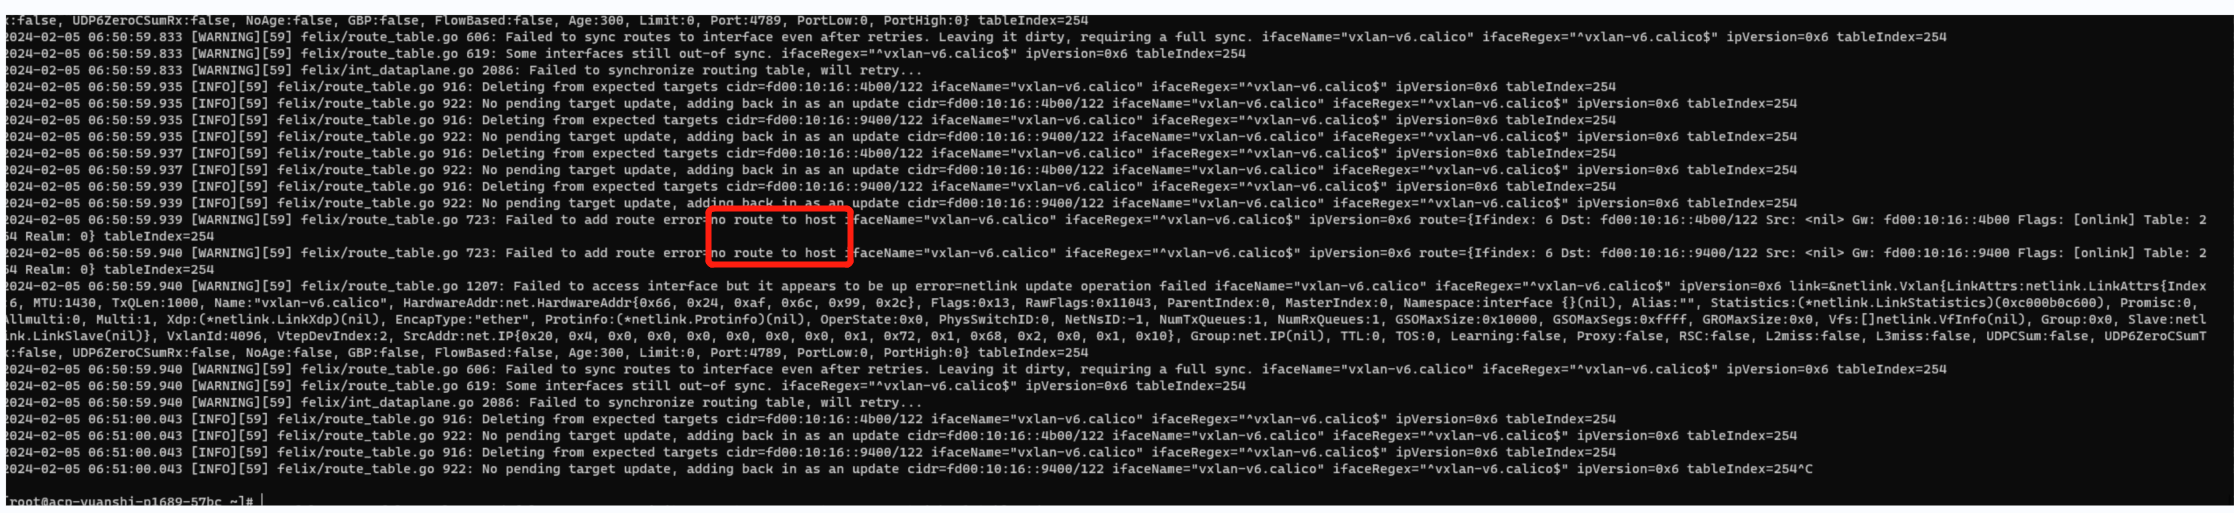 :false, UDP6ZeroCSumRx:false, NoAge:false, GBP:false, FlowBased:false, Age:300, Limit:0, Port:4789, PortLow:0, PortHigh:0} tableIndex=254
2024-02-05 06:50:59.833 [WARNING][59] felix/route_table.go 606: Failed to sync routes to interface even after retries. Leaving it dirty, requiring a full sync. ifaceName="vxlan-v6.calico" ifaceRegex="^vxlan-v6.calico$" ipVersion=0x6 tableIndex=254
2024-02-05 06:50:59.833 [WARNING][59] felix/route_table.go 619: Some interfaces still out-of sync. ifaceRegex="^vxlan-v6.calico$" ipVersion=0x6 tableIndex=254
2024-02-05 06:50:59.833 [WARNING][59] felix/int_dataplane.go 2086: Failed to synchronize routing table, will retry...
2024-02-05 06:50:59.935 [INFO][59] felix/route_table.go 916: Deleting from expected targets cidr=fd00:10:16::4b00/122 ifaceName="vxlan-v6.calico" ifaceRegex="^vxlan-v6.calico$" ipVersion=0x6 tableIndex=254
2024-02-05 06:50:59.935 [INFO][59] felix/route_table.go 922: No pending target update, adding back in as an update cidr=fd00:10:16::4b00/122 ifaceName="vxlan-v6.calico" ifaceRegex="^vxlan-v6.calico$" ipVersion=0x6 tableIndex=254
2024-02-05 06:50:59.935 [INFO][59] felix/route_table.go 916: Deleting from expected targets cidr=fd00:10:16::9400/122 ifaceName="vxlan-v6.calico" ifaceRegex="^vxlan-v6.calico$" ipVersion=0x6 tableIndex=254
2024-02-05 06:50:59.935 [INFO][59] felix/route_table.go 922: No pending target update, adding back in as an update cidr=fd00:10:16::9400/122 ifaceName="vxlan-v6.calico" ifaceRegex="^vxlan-v6.calico$" ipVersion=0x6 tableIndex=254
2024-02-05 06:50:59.937 [INFO][59] felix/route_table.go 916: Deleting from expected targets cidr=fd00:10:16::4b00/122 ifaceName="vxlan-v6.calico" ifaceRegex="^vxlan-v6.calico$" ipVersion=0x6 tableIndex=254
2024-02-05 06:50:59.937 [INFO][59] felix/route_table.go 922: No pending target update, adding back in as an update cidr=fd00:10:16::4b00/122 ifaceName="vxlan-v6.calico" ifaceRegex="^vxlan-v6.calico$" ipVersion=0x6 tableIndex=254
2024-02-05 06:50:59.939 [INFO][59] felix/route_table.go 916: Deleting from expected targets cidr=fd00:10:16::9400/122 ifaceName="vxlan-v6.calico" ifaceRegex="^vxlan-v6.calico$" ipVersion=0x6 tableIndex=254
2024-02-05 06:50:59.939 [INFO][59] felix/route_table.go 922: No pending target update, adding back in as an update cidr=fd00:10:16::9400/122 ifaceName="vxlan-v6.calico" ifaceRegex="^vxlan-v6.calico$" ipVersion=0x6 tableIndex=254
2024-02-05 06:50:59.939 [WARNING][59] felix/route_table.go 723: Failed to add route error=no route to host ifaceName="vxlan-v6.calico" ifaceRegex="^vxlan-v6.calico$" ipVersion=0x6 route={Ifindex: 6 Dst: fd00:10:16::4b00/122 Src: <nil> Gw: fd00:10:16::4b00 Flags: [onlink] Table: 2
54 Realm: 0} tableIndex=254
2024-02-05 06:50:59.940 [WARNING][59] felix/route_table.go 723: Failed to add route error=no route to host ifaceName="vxlan-v6.calico" ifaceRegex="^vxlan-v6.calico$" ipVersion=0x6 route={Ifindex: 6 Dst: fd00:10:16::9400/122 Src: <nil> Gw: fd00:10:16::9400 Flags: [onlink] Table: 2
54 Realm: 0} tableIndex=254
2024-02-05 06:50:59.940 [WARNING][59] felix/route_table.go 1207: Failed to access interface but it appears to be up error=netlink update operation failed ifaceName="vxlan-v6.calico" ifaceRegex="^vxlan-v6.calico$" ipVersion=0x6 link=&netlink.Vxlan{LinkAttrs:netlink.LinkAttrs{Index
:6, MTU:1430, TxQLen:1000, Name:"vxlan-v6.calico", HardwareAddr:net.HardwareAddr{0x66, 0x24, 0xaf, 0x6c, 0x99, 0x2c}, Flags:0x13, RawFlags:0x11043, ParentIndex:0, MasterIndex:0, Namespace:interface {}(nil), Alias:"", Statistics:(*netlink.LinkStatistics)(0xc000b0c600), Promisc:0,
Allmulti:0, Multi:1, Xdp:(*netlink.LinkXdp)(nil), EncapType:"ether", Protinfo:(*netlink.Protinfo)(nil), OperState:0x0, PhysSwitchID:0, NetNsID:-1, NumTxQueues:1, NumRxQueues:1, GSOMaxSize:0x10000, GSOMaxSegs:0xffff, GROMaxSize:0x0, Vfs:[]netlink.VfInfo(nil), Group:0x0, Slave:netl
ink.LinkSlave(nil)}, VxlanId:4096, VtepDevIndex:2, SrcAddr:net.IP{0x20, 0x4, 0x0, 0x0, 0x0, 0x0, 0x0, 0x0, 0x1, 0x72, 0x1, 0x68, 0x2, 0x0, 0x1, 0x10}, Group:net.IP(nil), TTL:0, TOS:0, Learning:false, Proxy:false, RSC:false, L2miss:false, L3miss:false, UDPCSum:false, UDP6ZeroCSumT
x:false, UDP6ZeroCSumRx:false, NoAge:false, GBP:false, FlowBased:false, Age:300, Limit:0, Port:4789, PortLow:0, PortHigh:0} tableIndex=254
2024-02-05 06:50:59.940 [WARNING][59] felix/route_table.go 606: Failed to sync routes to interface even after retries. Leaving it dirty, requiring a full sync. ifaceName="vxlan-v6.calico" ifaceRegex="^vxlan-v6.calico$" ipVersion=0x6 tableIndex=254
2024-02-05 06:50:59.940 [WARNING][59] felix/route_table.go 619: Some interfaces still out-of sync. ifaceRegex="^vxlan-v6.calico$" ipVersion=0x6 tableIndex=254
2024-02-05 06:50:59.940 [WARNING][59] felix/int_dataplane.go 2086: Failed to synchronize routing table, will retry...
2024-02-05 06:51:00.043 [INFO][59] felix/route_table.go 916: Deleting from expected targets cidr=fd00:10:16::4b00/122 ifaceName="vxlan-v6.calico" ifaceRegex="^vxlan-v6.calico$" ipVersion=0x6 tableIndex=254
2024-02-05 06:51:00.043 [INFO][59] felix/route_table.go 922: No pending target update, adding back in as an update cidr=fd00:10:16::4b00/122 ifaceName="vxlan-v6.calico" ifaceRegex="^vxlan-v6.calico$" ipVersion=0x6 tableIndex=254
2024-02-05 06:51:00.043 [INFO][59] felix/route_table.go 916: Deleting from expected targets cidr=fd00:10:16::9400/122 ifaceName="vxlan-v6.calico" ifaceRegex="^vxlan-v6.calico$" ipVersion=0x6 tableIndex=254
2024-02-05 06:51:00.043 [INFO][59] felix/route_table.go 922: No pending target update, adding back in as an update cidr=fd00:10:16::9400/122 ifaceName="vxlan-v6.calico" ifaceRegex="^vxlan-v6.calico$" ipVersion=0x6 tableIndex=254^C
[root@acp-yuanshi-p1689-57bc ~]#